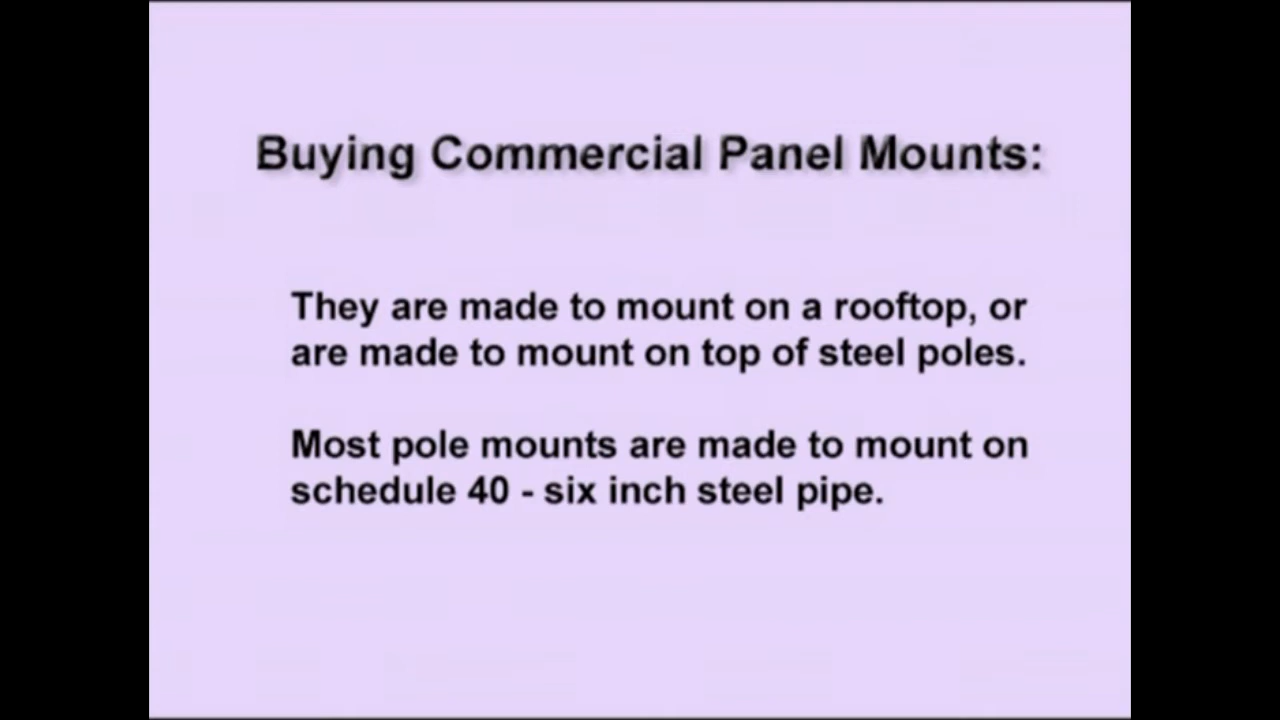 Buying Commercial Panel Mounts:
They are made to mount on a rooftop, or
are made to mount on top of steel poles.
Most pole mounts are made to mount on
schedule 40 - six inch steel pipe.